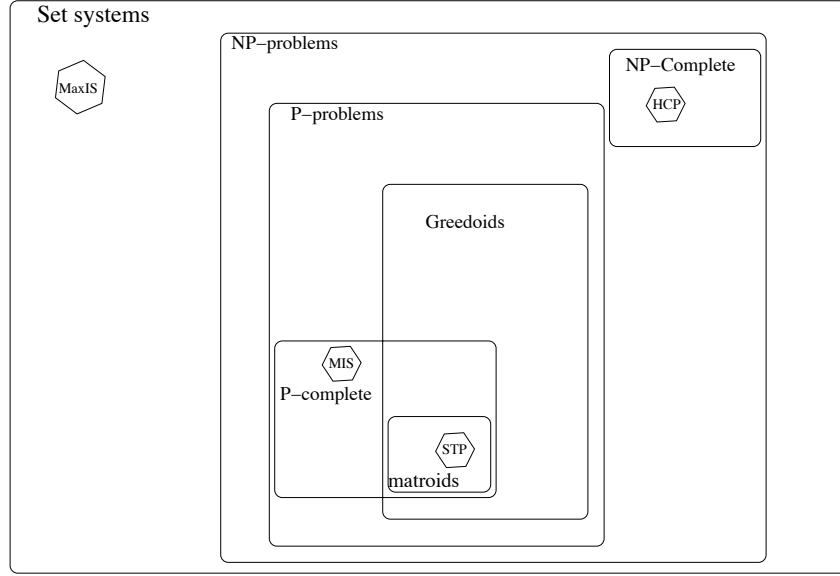 Set systems
NP–problems
NP–Complete
MaxIS
HCP
P–problems
Greedoids
MIS
P–complete
STP
matroids